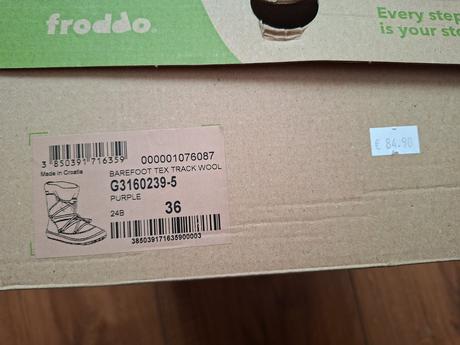 froddo
Every step
is your sto
€ 84.90
3 850391 716359
000001076087
Made in Croatia
BAREFOOT TEX TRACK WOOL
G3160239-5
PURPLE
24B
36
385039171635900003